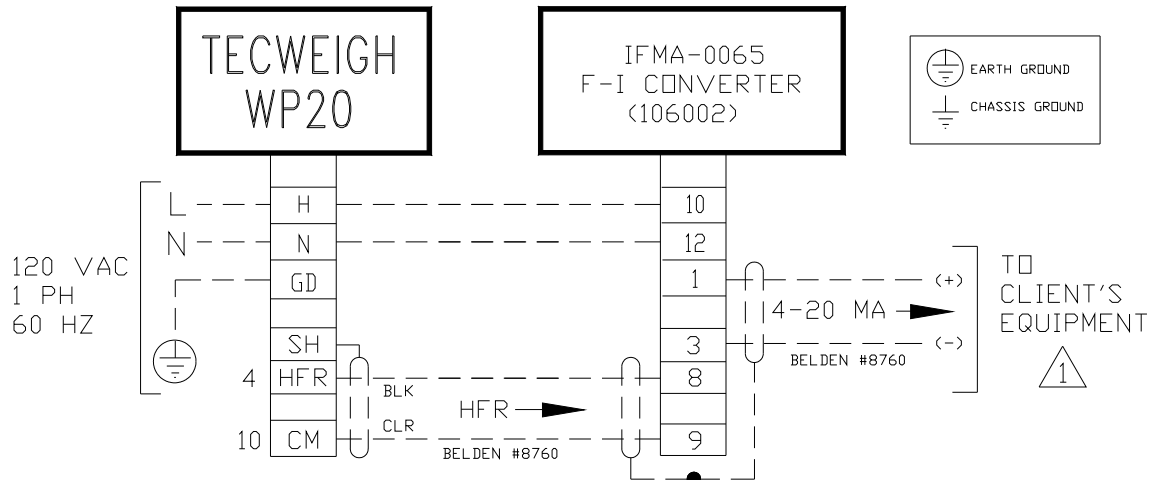 TECWEIGH
WP20
IFMA-0065
F-I CONVERTER
(106002)
EARTH GROUND
CHASSIS GROUND
120 VAC
1 PH
60 HZ
L
N
H
N
GD
SH
4 HFR
10 CM
BLK
CLR
HFR
BELDEN #8760
10
12
1
3
8
9
(+)
4-20 MA
(-)
BELDEN #8760
TO
CLIENT'S
EQUIPMENT
1